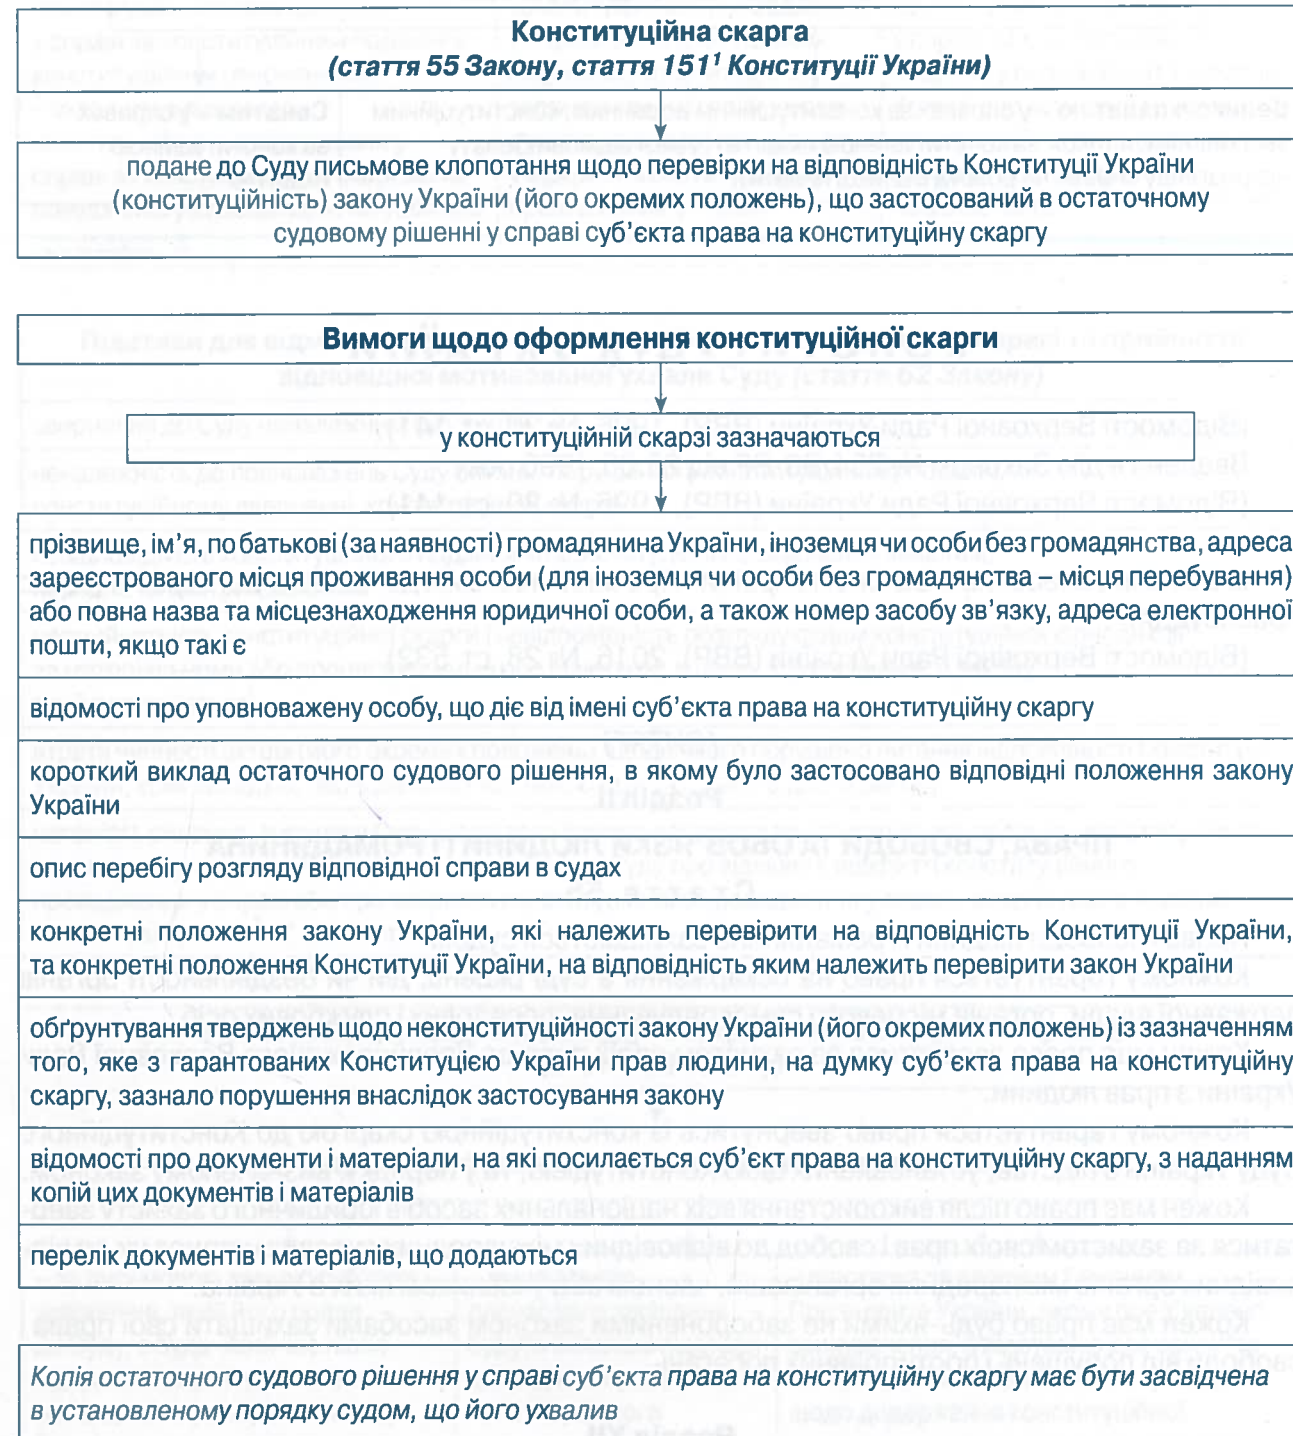 Конституційна скарга
(стаття 55 Закону, стаття 151¹ Конституції України)
подане до Суду письмове клопотання щодо перевірки на відповідність Конституції України
(конституційність) закону України (його окремих положень), що застосований в остаточному
судовому рішенні у справі суб’єкта права на конституційну скаргу
Вимоги щодо оформлення конституційної скарги
у конституційній скарзі зазначаються
прізвище, ім’я, по батькові (за наявності) громадянина України, іноземця чи особи без громадянства, адреса
зареєстрованого місця проживання особи (для іноземця чи особи без громадянства – місця перебування)
або повна назва та місцезнаходження юридичної особи, а також номер засобу зв’язку, адреса електронної
пошти, якщо такі є
відомості про уповноважену особу, що діє від імені суб’єкта права на конституційну скаргу
короткий виклад остаточного судового рішення, в якому було застосовано відповідні положення закону
України
опис перебігу розгляду відповідної справи в судах
конкретні положення закону України, які належить перевірити на відповідність Конституції України,
та конкретні положення Конституції України, на відповідність яким належить перевірити закон України
обґрунтування тверджень щодо неконституційності закону України (його окремих положень) із зазначенням
того, яке з гарантованих Конституцією України прав людини, на думку суб’єкта права на конституційну
скаргу, зазнало порушення внаслідок застосування закону
відомості про документи і матеріали, на які посилається суб’єкт права на конституційну скаргу, з наданням
копій цих документів і матеріалів
перелік документів і матеріалів, що додаються
Копія остаточного судового рішення у справі суб’єкта права на конституційну скаргу має бути засвідчена
в установленому порядку судом, що його ухвалив